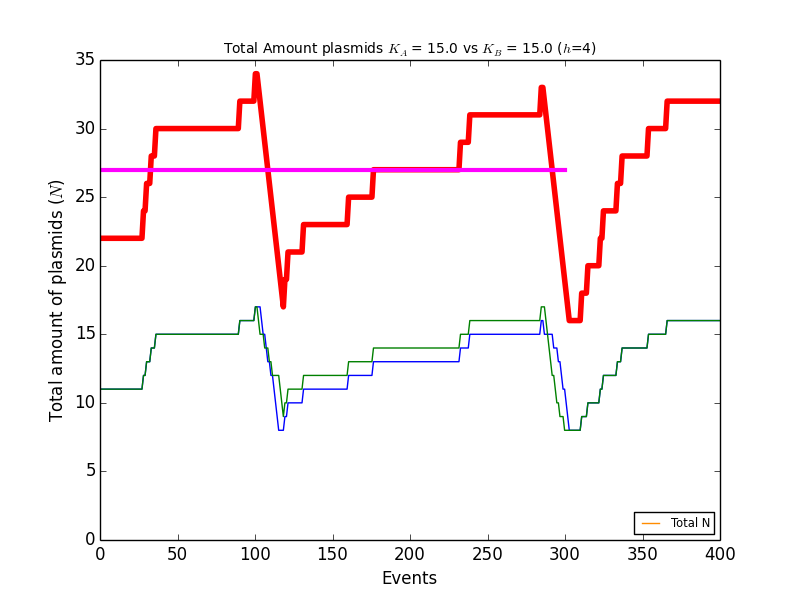 Total Amount plasmids K_A = 15.0 vs K_B = 15.0 (h=4)
Total amount of plasmids (N)
35
30
25
20
15
10
5
0
Total N
0 50 100 150 200 250 300 350 400
Events